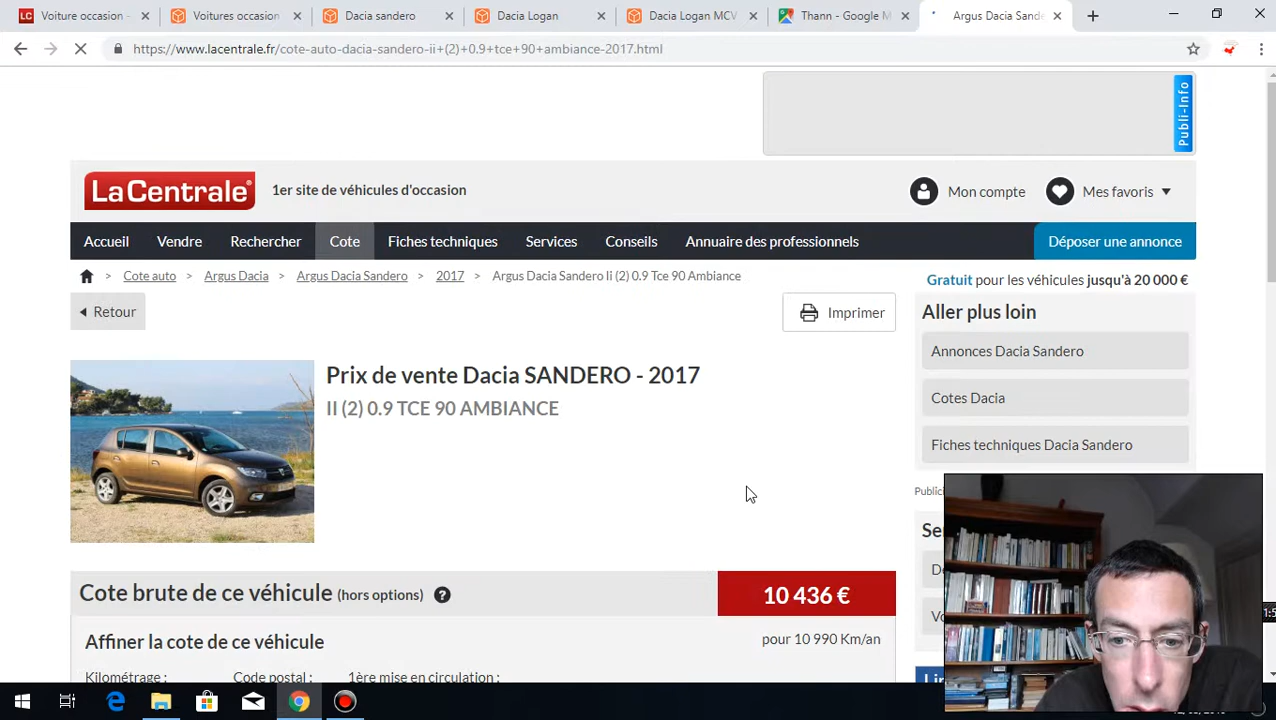 Voiture occasion -
Voitures occasion
Dacia sandero
Dacia Logan
Dacia Logan MCV
Thann - Google M
Argus Dacia Sand
https://www.lacentrale.fr/cote-auto-dacia-sandero-ii+(2)+0.9+tce+90+ambiance-2017.html
Publi-Info
La Centrale
1er site de véhicules d'occasion
Mon compte
Mes favoris
Accueil
Vendre
Rechercher
Cote
Fiches techniques
Services
Conseils
Annuaire des professionnels
Déposer une annonce
Cote auto > Argus Dacia > Argus Dacia Sandero > 2017 > Argus Dacia Sandero Ii (2) 0.9 Tce 90 Ambiance
Gratuit pour les véhicules jusqu'à 20 000 €
Retour
Imprimer
Aller plus loin
Annonces Dacia Sandero
Cotes Dacia
Fiches techniques Dacia Sandero
Prix de vente Dacia SANDERO - 2017
II (2) 0.9 TCE 90 AMBIANCE
Cote brute de ce véhicule (hors options) ?
10 436 €
Affiner la cote de ce véhicule
pour 10 990 Km/an
Kilométrage :
Code postal :
1ère mise en circulation :